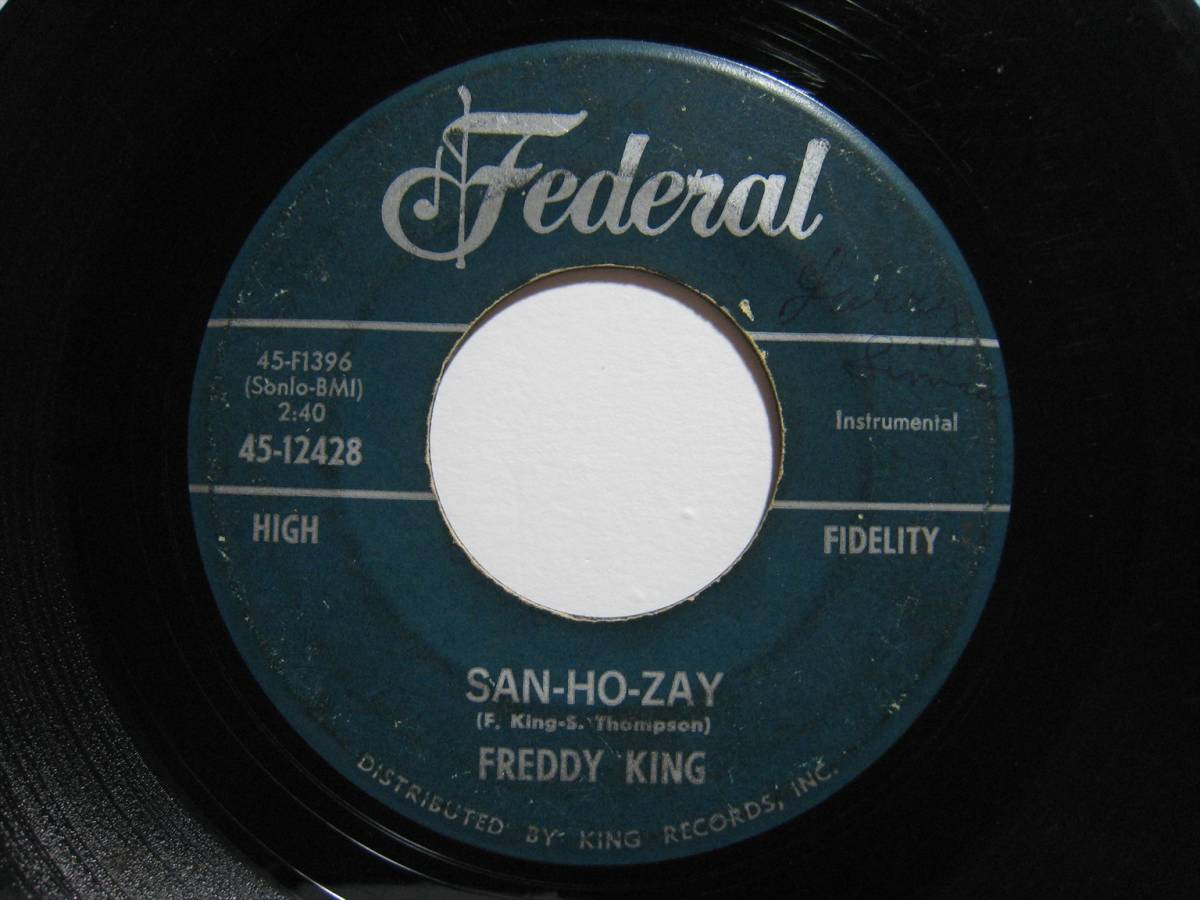 Federal
45-F1396
(Sonlo-BMI)
2:40
45-12428
Instrumental
HIGH
FIDELITY
SAN-HO-ZAY
(F. King-S. Thompson)
FREDDY KING
DISTRIBUTED BY KING RECORDS, INC.